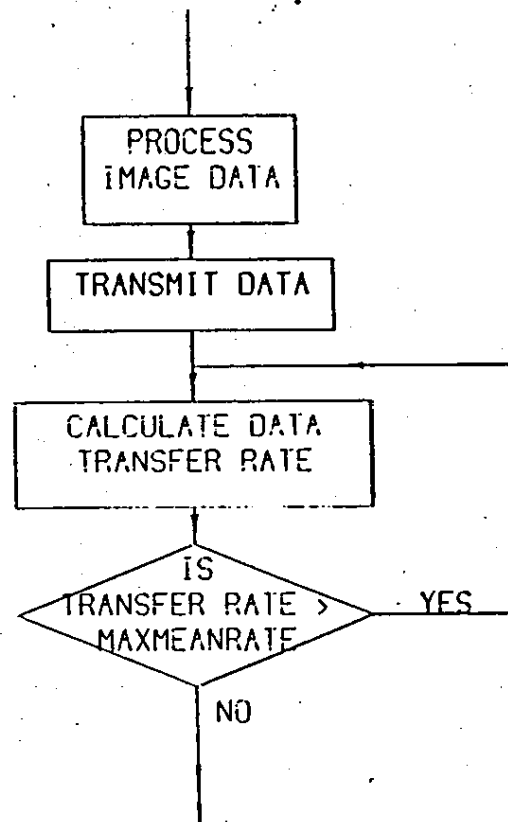 PROCESS
IMAGE DATA
TRANSMIT DATA
CALCULATE DATA
TRANSFER RATE
IS
TRANSFER RATE >
MAXMEANRATE
YES
NO